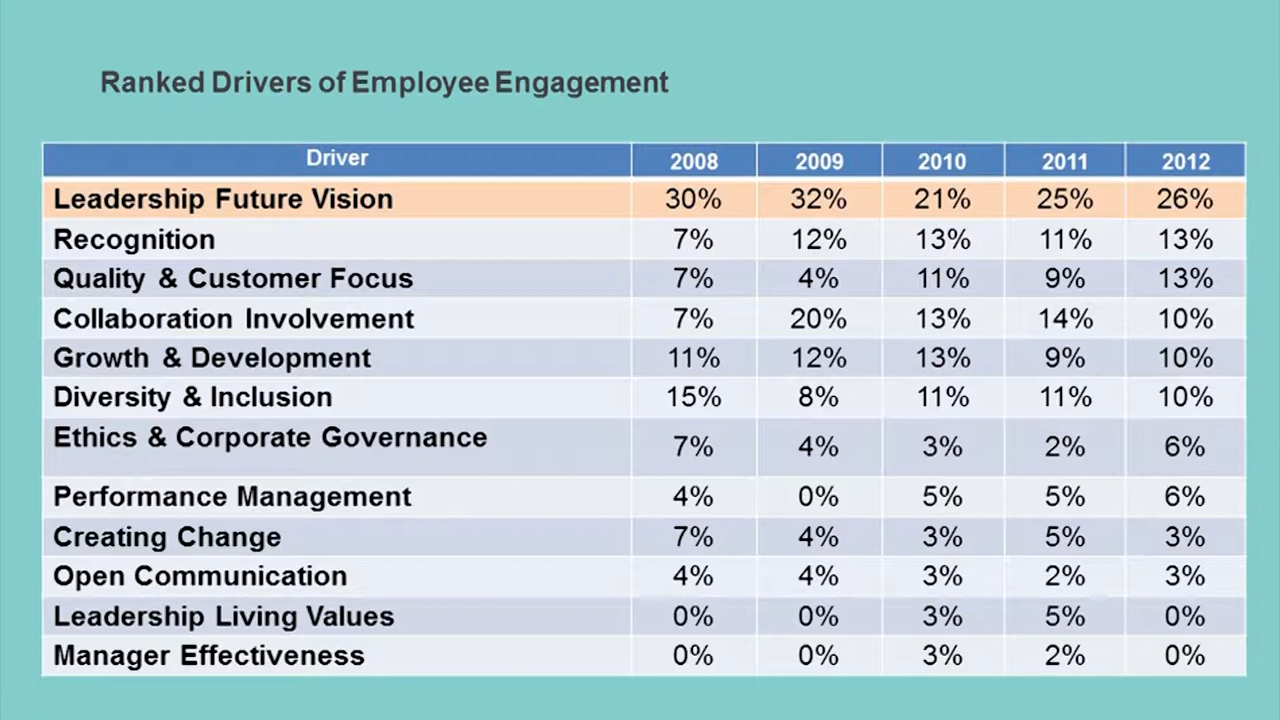 Ranked Drivers of Employee Engagement
Driver 2008 2009 2010 2011 2012
Leadership Future Vision 30% 32% 21% 25% 26%
Recognition 7% 12% 13% 11% 13%
Quality & Customer Focus 7% 4% 11% 9% 13%
Collaboration Involvement 7% 20% 13% 14% 10%
Growth & Development 11% 12% 13% 9% 10%
Diversity & Inclusion 15% 8% 11% 11% 10%
Ethics & Corporate Governance 7% 4% 3% 2% 6%
Performance Management 4% 0% 5% 5% 6%
Creating Change 7% 4% 3% 5% 3%
Open Communication 4% 4% 3% 2% 3%
Leadership Living Values 0% 0% 3% 5% 0%
Manager Effectiveness 0% 0% 3% 2% 0%